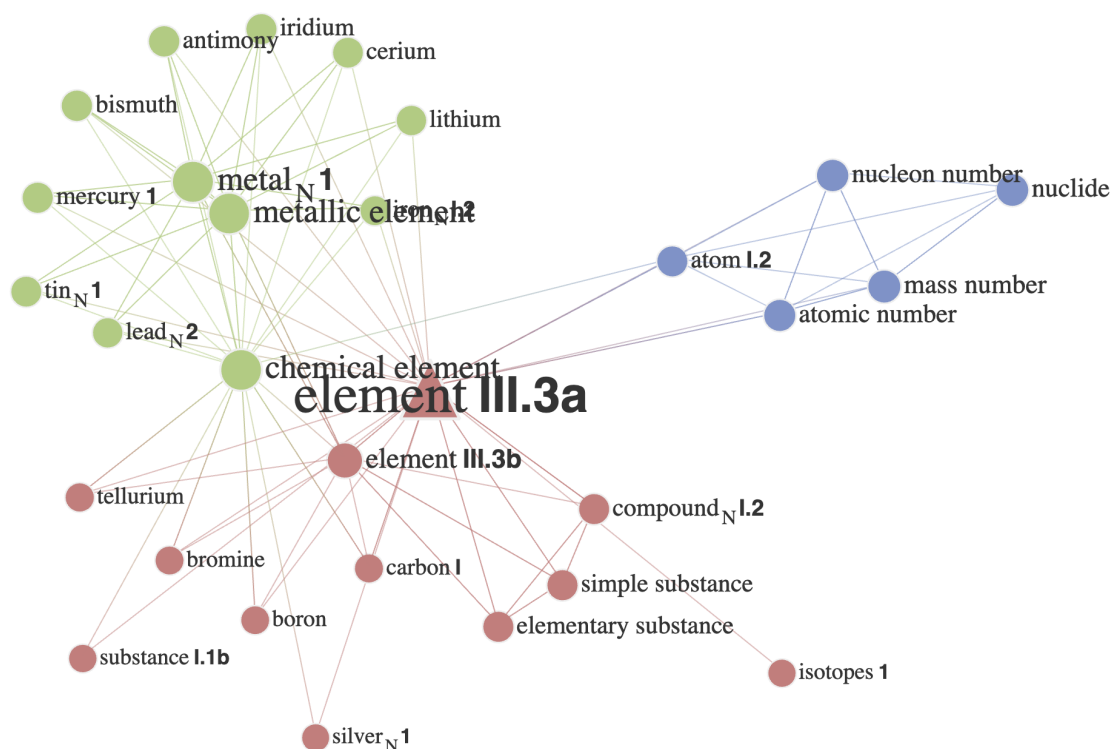 iridium
antimony
cerium
bismuth
lithium
nucleon number
metal N 1
nuclide
mercury 1
metallic element
iron N I.2
atom I.2
mass number
tin N 1
atomic number
lead N 2
chemical element
element III.3a
element III.3b
tellurium
compound N I.2
bromine
carbon I
simple substance
boron
elementary substance
substance I.1b
isotopes 1
silver N 1